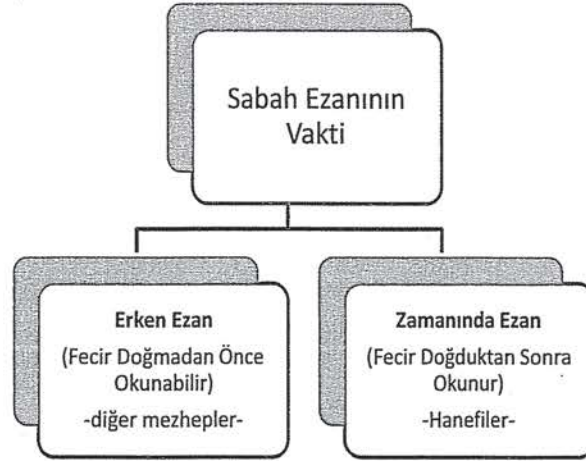 Sabah Ezanının
Vakti
Erken Ezan
(Fecir Doğmadan Önce
Okunabilir)
-diğer mezhepler-
Zamanında Ezan
(Fecir Doğduktan Sonra
Okunur)
-Hanefiler-